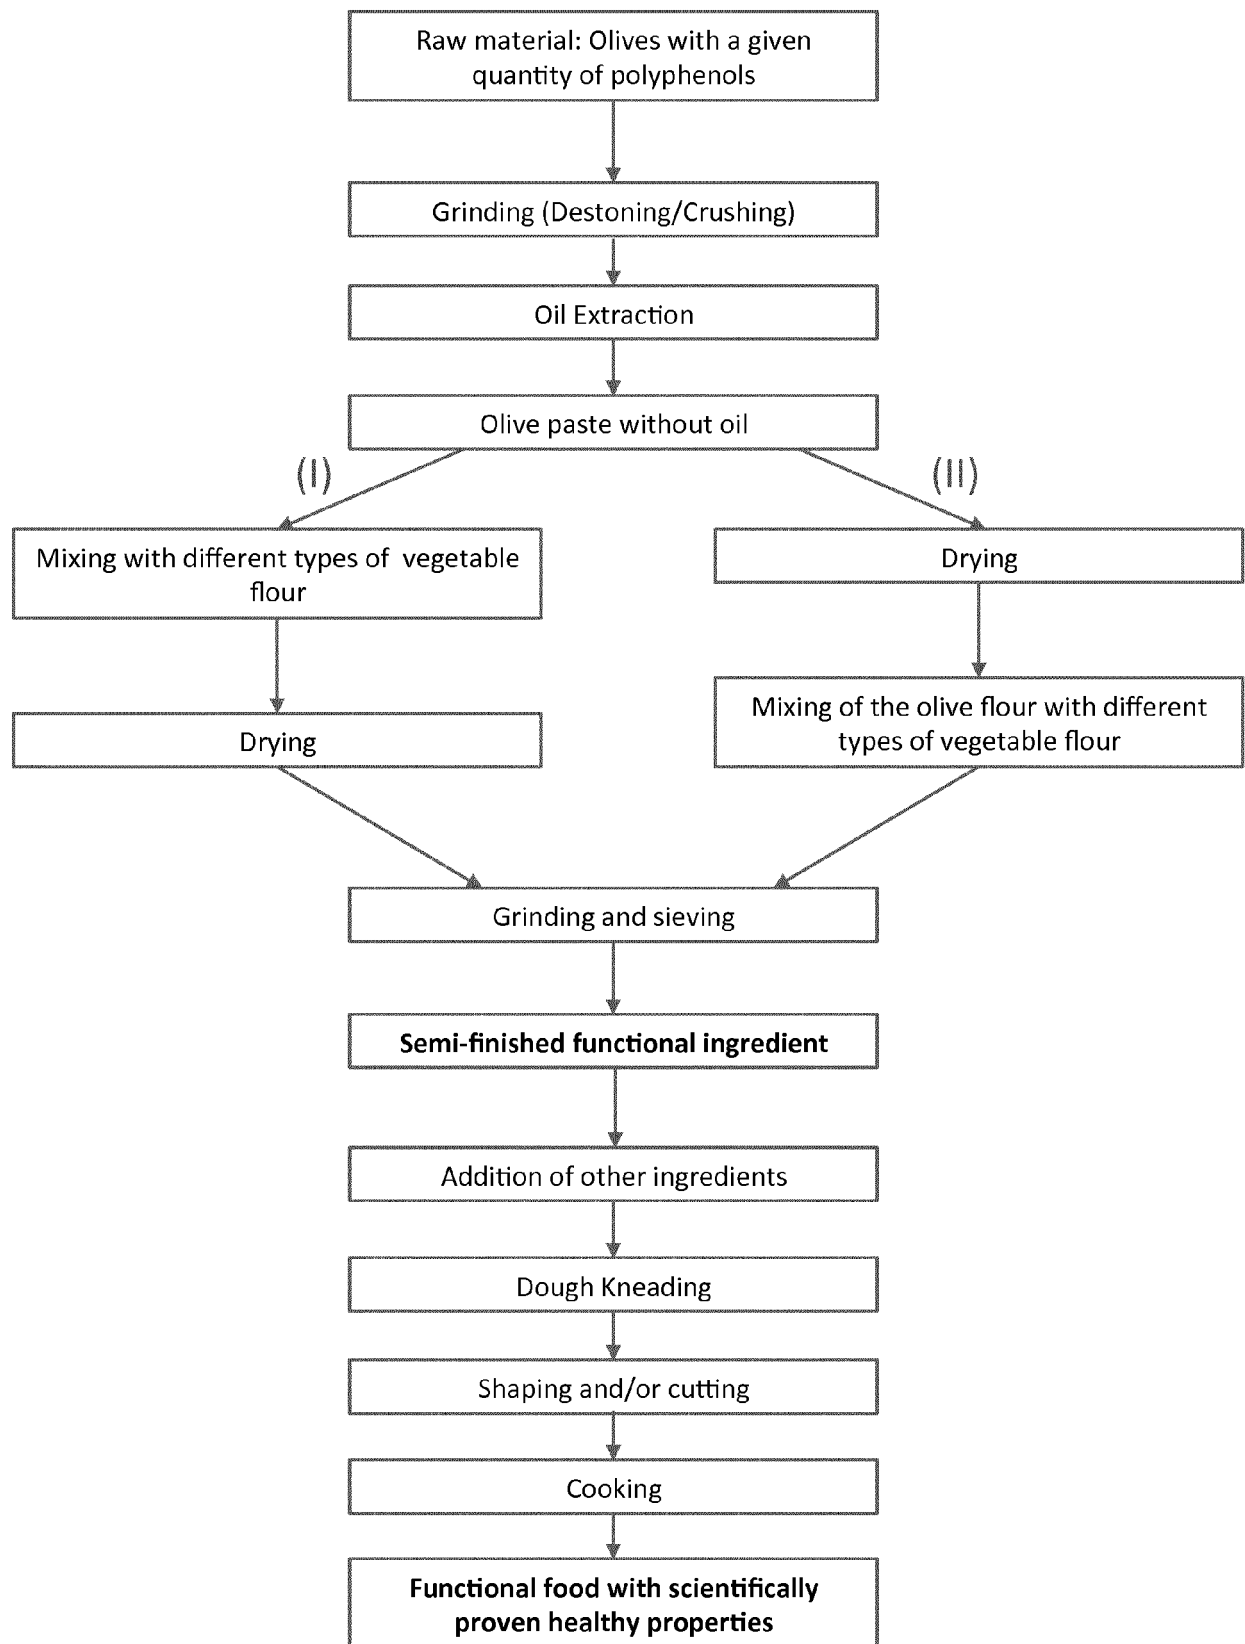 Raw material: Olives with a given
quantity of polyphenols
Grinding (Destoning/Crushing)
Oil Extraction
Olive paste without oil
(I)
(II)
Mixing with different types of vegetable
flour
Drying
Drying
Mixing of the olive flour with different
types of vegetable flour
Grinding and sieving
Semi-finished functional ingredient
Addition of other ingredients
Dough Kneading
Shaping and/or cutting
Cooking
Functional food with scientifically
proven healthy properties